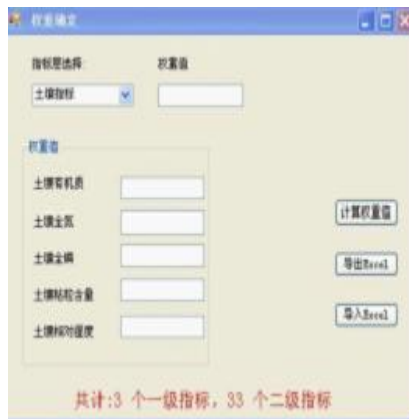 权重确定
指标层选择 权重值
土壤指标
权重值
土壤有机质
土壤全氮
土壤全磷
土壤粘粒含量
土壤相对湿度
计算权重值
导出Excel
导入Excel
共计:3 个一级指标，33 个二级指标